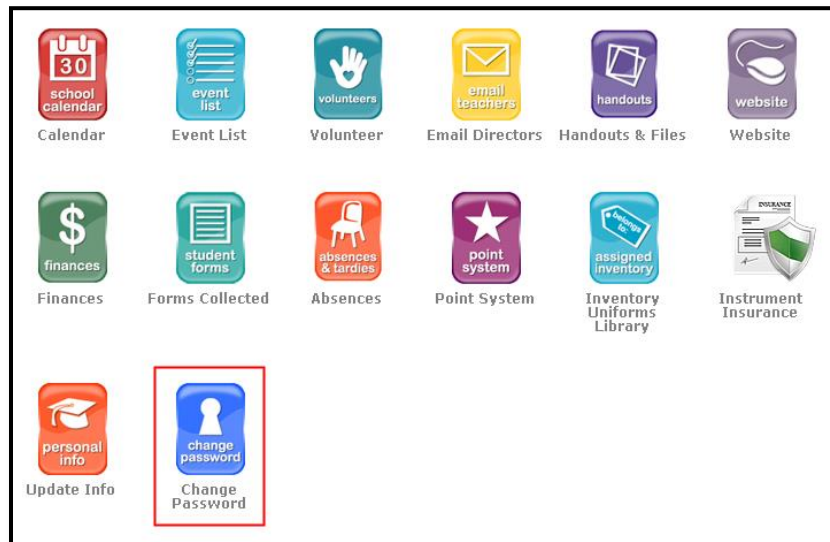 30
school
calendar
Calendar
event
list
Event List
volunteers
Volunteer
email
teachers
Email Directors
handouts
Handouts & Files
website
Website
$
finances
Finances
student
forms
Forms Collected
absences
& tardies
Absences
point
system
Point System
belongs
to:
assigned
inventory
Inventory
Uniforms
Library
INSURANCE
Instrument
Insurance
personal
info
Update Info
change
password
Change
Password